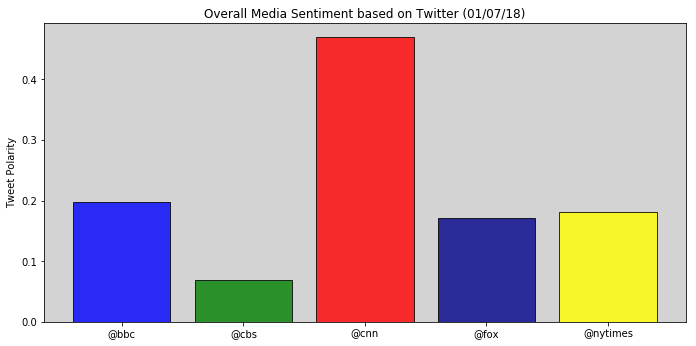 Overall Media Sentiment based on Twitter (01/07/18)
Tweet Polarity
0.4
0.3
0.2
0.1
0.0
@bbc @cbs @cnn @fox @nytimes